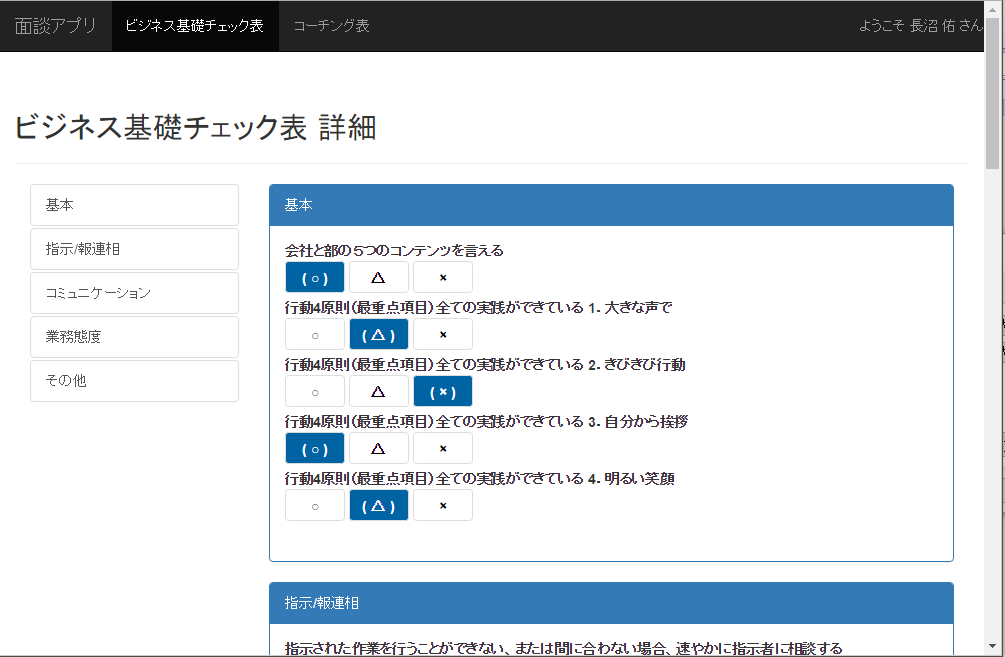 面談アプリ ビジネス基礎チェック表 コーチング表 ようこそ 長沼 佑 さん
ビジネス基礎チェック表 詳細
基本
指示/報連相
コミュニケーション
業務態度
その他
基本
会社と部の５つのコンテンツを言える
(○) △ ×
行動4原則(最重点項目)全ての実践ができている 1. 大きな声で
○ (△) ×
行動4原則(最重点項目)全ての実践ができている 2. きびきび行動
○ △ (×)
行動4原則(最重点項目)全ての実践ができている 3. 自分から挨拶
(○) △ ×
行動4原則(最重点項目)全ての実践ができている 4. 明るい笑顔
○ (△) ×
指示/報連相
指示された作業を行うことができない、または間に合わない場合、速やかに指示者に相談する